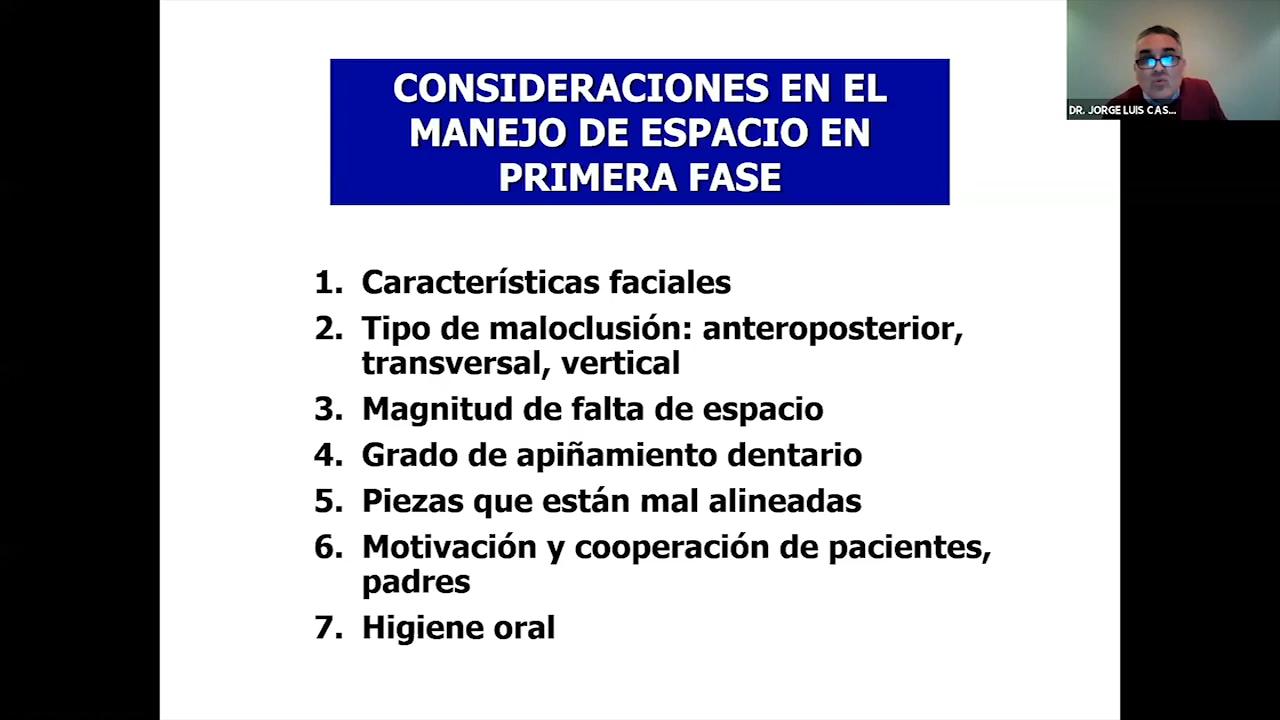 CONSIDERACIONES EN EL
MANEJO DE ESPACIO EN
PRIMERA FASE
DR. JORGE LUIS CAS...
1. Características faciales
2. Tipo de maloclusión: anteroposterior,
transversal, vertical
3. Magnitud de falta de espacio
4. Grado de apiñamiento dentario
5. Piezas que están mal alineadas
6. Motivación y cooperación de pacientes,
padres
7. Higiene oral